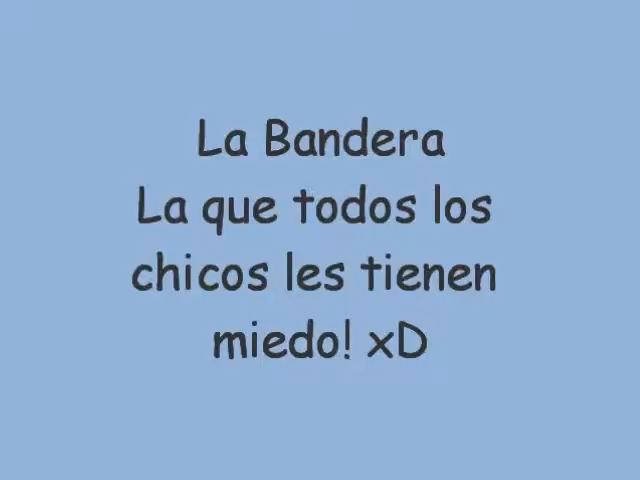 La Bandera
La que todos los
chicos les tienen
miedo! xD